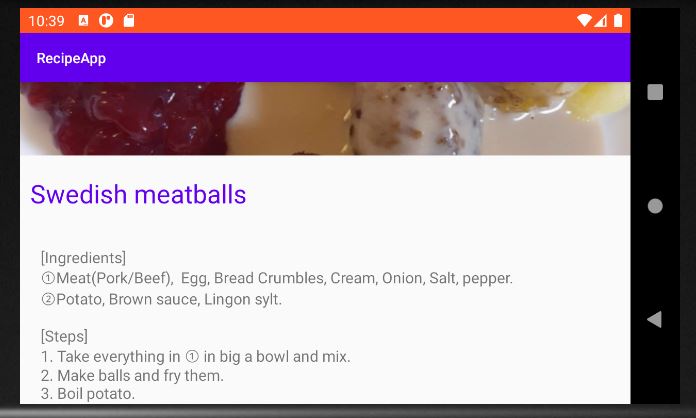 10:39
RecipeApp
Swedish meatballs
[Ingredients]
①Meat(Pork/Beef),  Egg, Bread Crumbles, Cream, Onion, Salt, pepper.
②Potato, Brown sauce, Lingon sylt.
[Steps]
1. Take everything in ① in big a bowl and mix.
2. Make balls and fry them.
3. Boil potato.